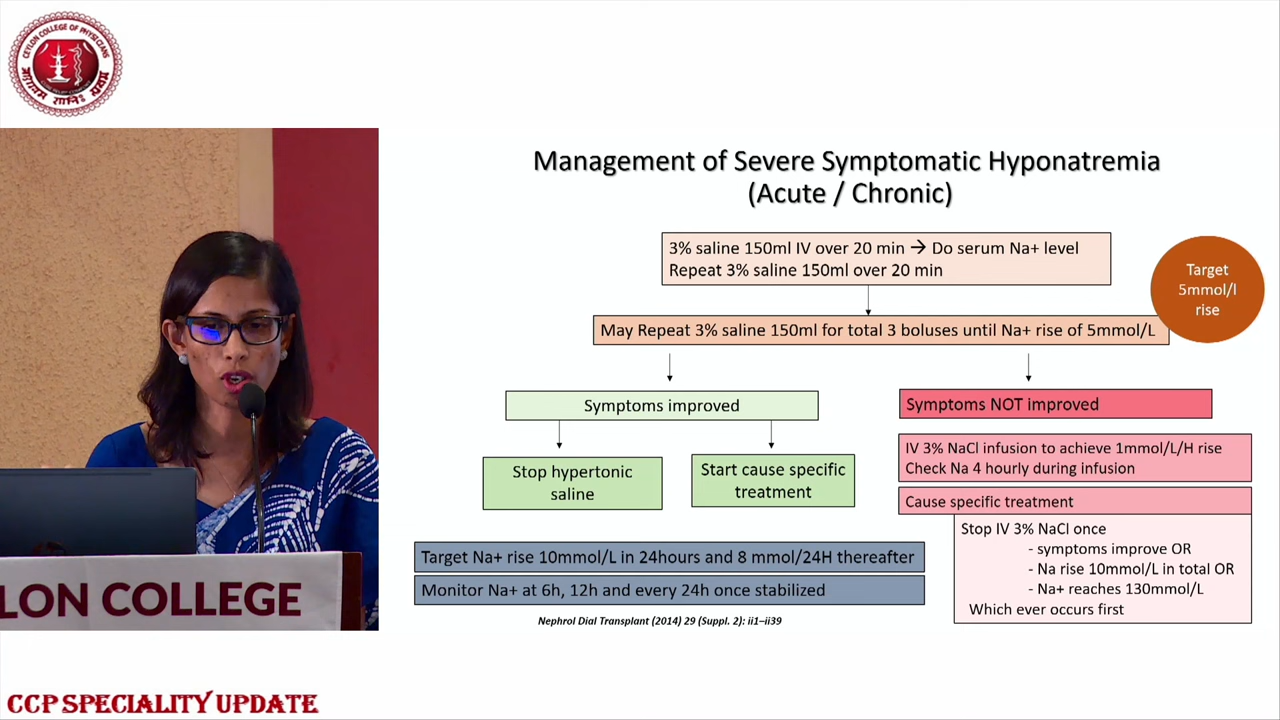 CEYLON COLLEGE OF PHYSICIANS
Management of Severe Symptomatic Hyponatremia
(Acute / Chronic)
3% saline 150ml IV over 20 min → Do serum Na+ level
Repeat 3% saline 150ml over 20 min
Target
5mmol/l
rise
May Repeat 3% saline 150ml for total 3 boluses until Na+ rise of 5mmol/L
Symptoms improved
Symptoms NOT improved
Stop hypertonic
saline
Start cause specific
treatment
IV 3% NaCl infusion to achieve 1mmol/L/H rise
Check Na 4 hourly during infusion
Cause specific treatment
Stop IV 3% NaCl once
- symptoms improve OR
- Na rise 10mmol/L in total OR
- Na+ reaches 130mmol/L
Which ever occurs first
Target Na+ rise 10mmol/L in 24hours and 8 mmol/24H thereafter
Monitor Na+ at 6h, 12h and every 24h once stabilized
Nephrol Dial Transplant (2014) 29 (Suppl. 2): ii1–ii39
LON COLLEGE
CCP SPECIALITY UPDATE